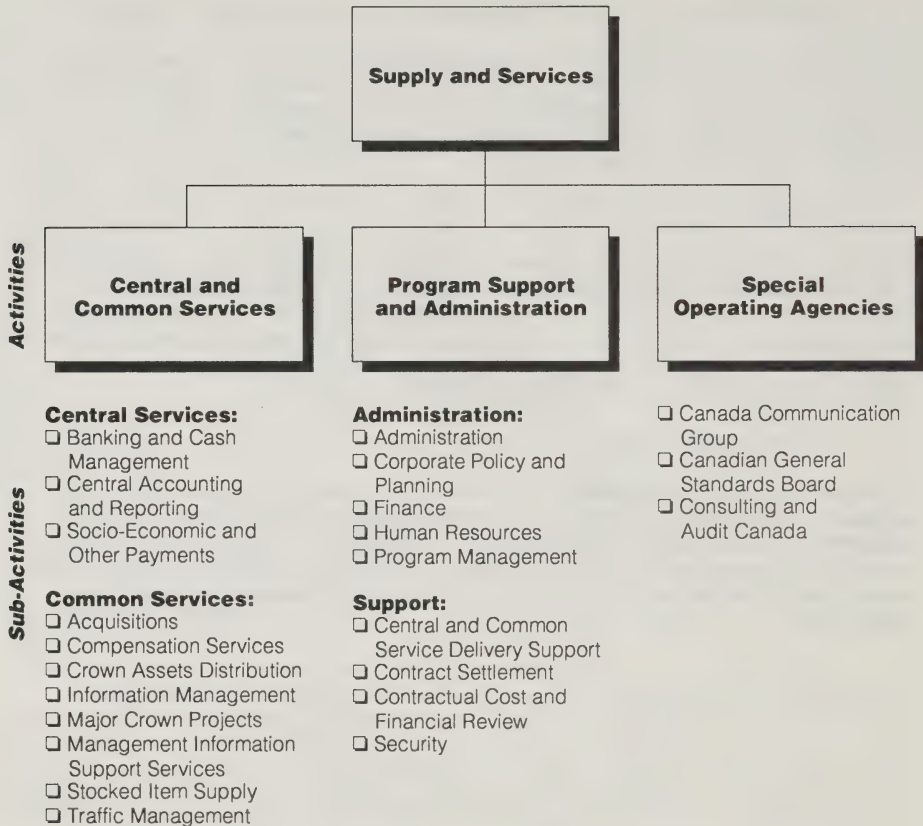 Supply and Services
Activities
Central and
Common Services
Program Support
and Administration
Special
Operating Agencies
Sub-Activities
Central Services:
❏ Banking and Cash
Management
❏ Central Accounting
and Reporting
❏ Socio-Economic and
Other Payments
Common Services:
❏ Acquisitions
❏ Compensation Services
❏ Crown Assets Distribution
❏ Information Management
❏ Major Crown Projects
❏ Management Information
Support Services
❏ Stocked Item Supply
❏ Traffic Management
Administration:
❏ Administration
❏ Corporate Policy and
Planning
❏ Finance
❏ Human Resources
❏ Program Management
Support:
❏ Central and Common
Service Delivery Support
❏ Contract Settlement
❏ Contractual Cost and
Financial Review
❏ Security
❏ Canada Communication
Group
❏ Canadian General
Standards Board
❏ Consulting and
Audit Canada